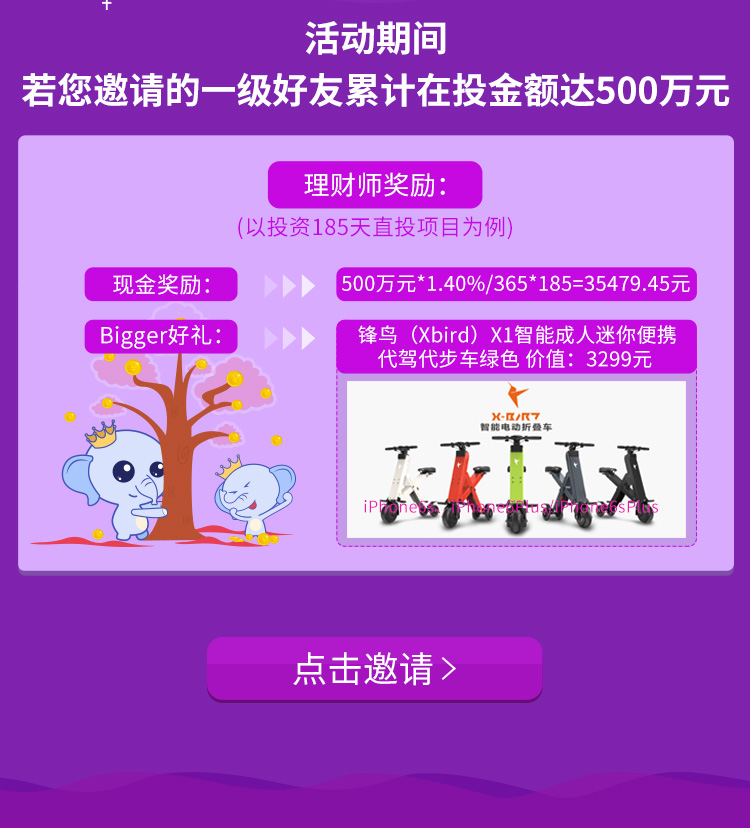 活动期间
若您邀请的一级好友累计在投金额达500万元
理财师奖励：
(以投资185天直投项目为例)
现金奖励：
500万元*1.40%/365*185=35479.45元
Bigger好礼：
锋鸟（Xbird）X1智能成人迷你便携
代驾代步车绿色 价值：3299元
X-BIRT
智能电动折叠车
iPhone6s、iPhone6Plus/iPhone6sPlus
点击邀请>